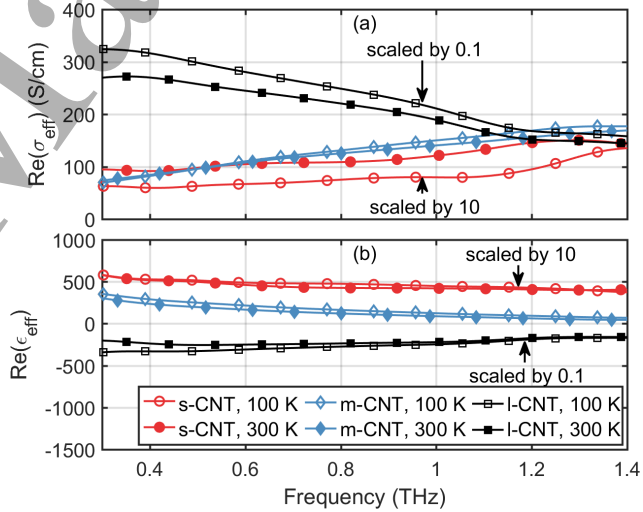 (a)
400
300
200
100
0
Re(σeff) (S/cm)
scaled by 0.1
scaled by 10
(b)
1000
500
0
-500
-1000
-1500
Re(ϵeff)
scaled by 10
scaled by 0.1
s-CNT, 100 K m-CNT, 100 K l-CNT, 100 K
s-CNT, 300 K m-CNT, 300 K l-CNT, 300 K
0.4 0.6 0.8 1 1.2 1.4
Frequency (THz)